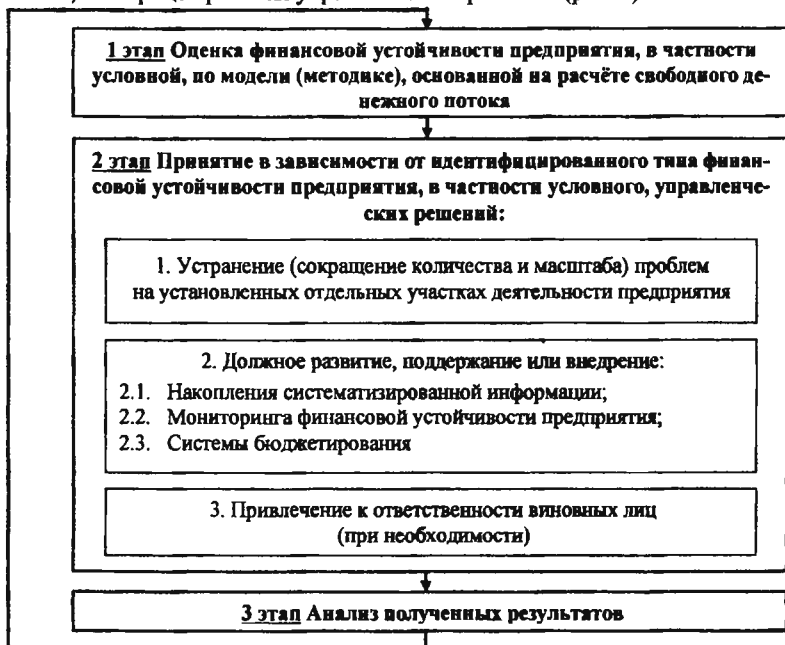 1 этап Оценка финансовой устойчивости предприятия, в частности
условной, по модели (методике), основанной на расчёте свободного де-
нежного потока
2 этап Принятие в зависимости от идентифицированного типа финан-
совой устойчивости предприятия, в частности условного, управленче-
ских решений:
1. Устранение (сокращение количества и масштаба) проблем
на установленных отдельных участках деятельности предприятия
2. Должное развитие, поддержание или внедрение:
2.1. Накопления систематизированной информации;
2.2. Мониторинга финансовой устойчивости предприятия;
2.3. Системы бюджетирования
3. Привлечение к ответственности виновных лиц
(при необходимости)
3 этап Анализ полученных результатов